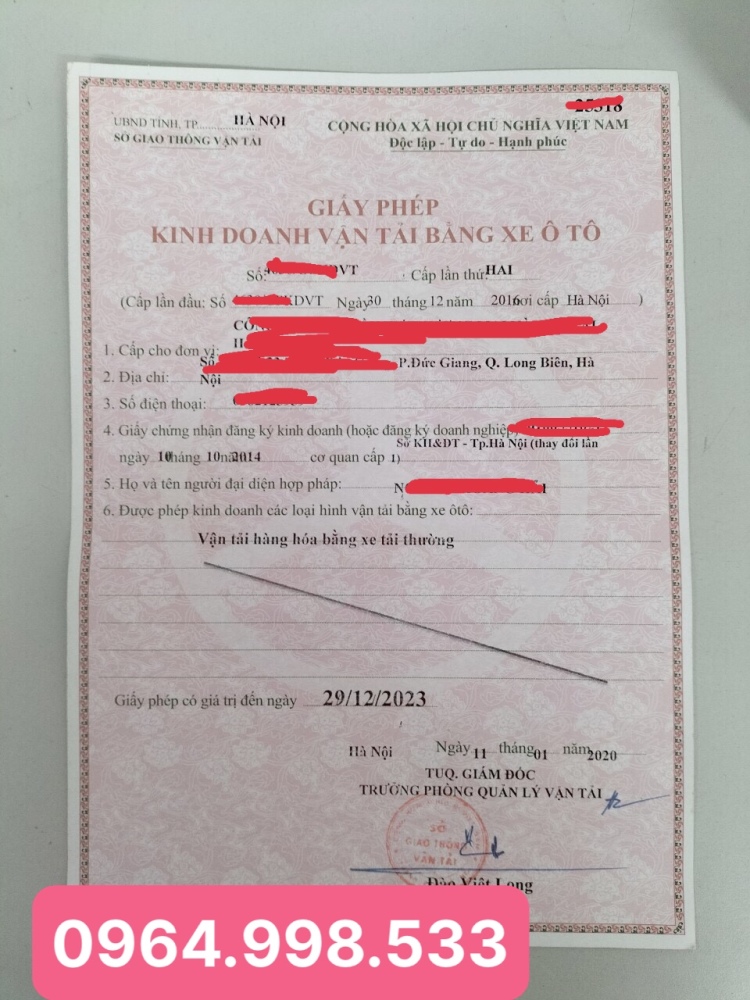 25318
UBND TỈNH, TP......... HÀ NỘI
SỞ GIAO THÔNG VẬN TẢI
CỘNG HÒA XÃ HỘI CHỦ NGHĨA VIỆT NAM
Độc lập - Tự do - Hạnh phúc
GIẤY PHÉP
KINH DOANH VẬN TẢI BẰNG XE Ô TÔ
Số: VT Cấp lần thứ: HAI
(Cấp lần đầu: Số KDVT Ngày 30 tháng 12 năm 2016 nơi cấp Hà Nội )
1. Cấp cho đơn vị:
2. Địa chỉ: Số P.Đức Giang, Q. Long Biên, Hà
Nội
3. Số điện thoại:
4. Giấy chứng nhận đăng ký kinh doanh (hoặc đăng ký doanh nghiệp)
Sở KH&ĐT - Tp.Hà Nội (thay đổi lần
ngày 10 tháng 10 năm 2014 cơ quan cấp 1)
5. Họ và tên người đại diện hợp pháp:
6. Được phép kinh doanh các loại hình vận tải bằng xe ôtô:
Vận tải hàng hóa bằng xe tải thường
Giấy phép có giá trị đến ngày 29/12/2023
Hà Nội Ngày 11 tháng 01 năm 2020
TUQ. GIÁM ĐỐC
TRƯỞNG PHÒNG QUẢN LÝ VẬN TẢI
SỞ
GIAO THÔNG
VẬN TẢI
Đào Việt Long
0964.998.533